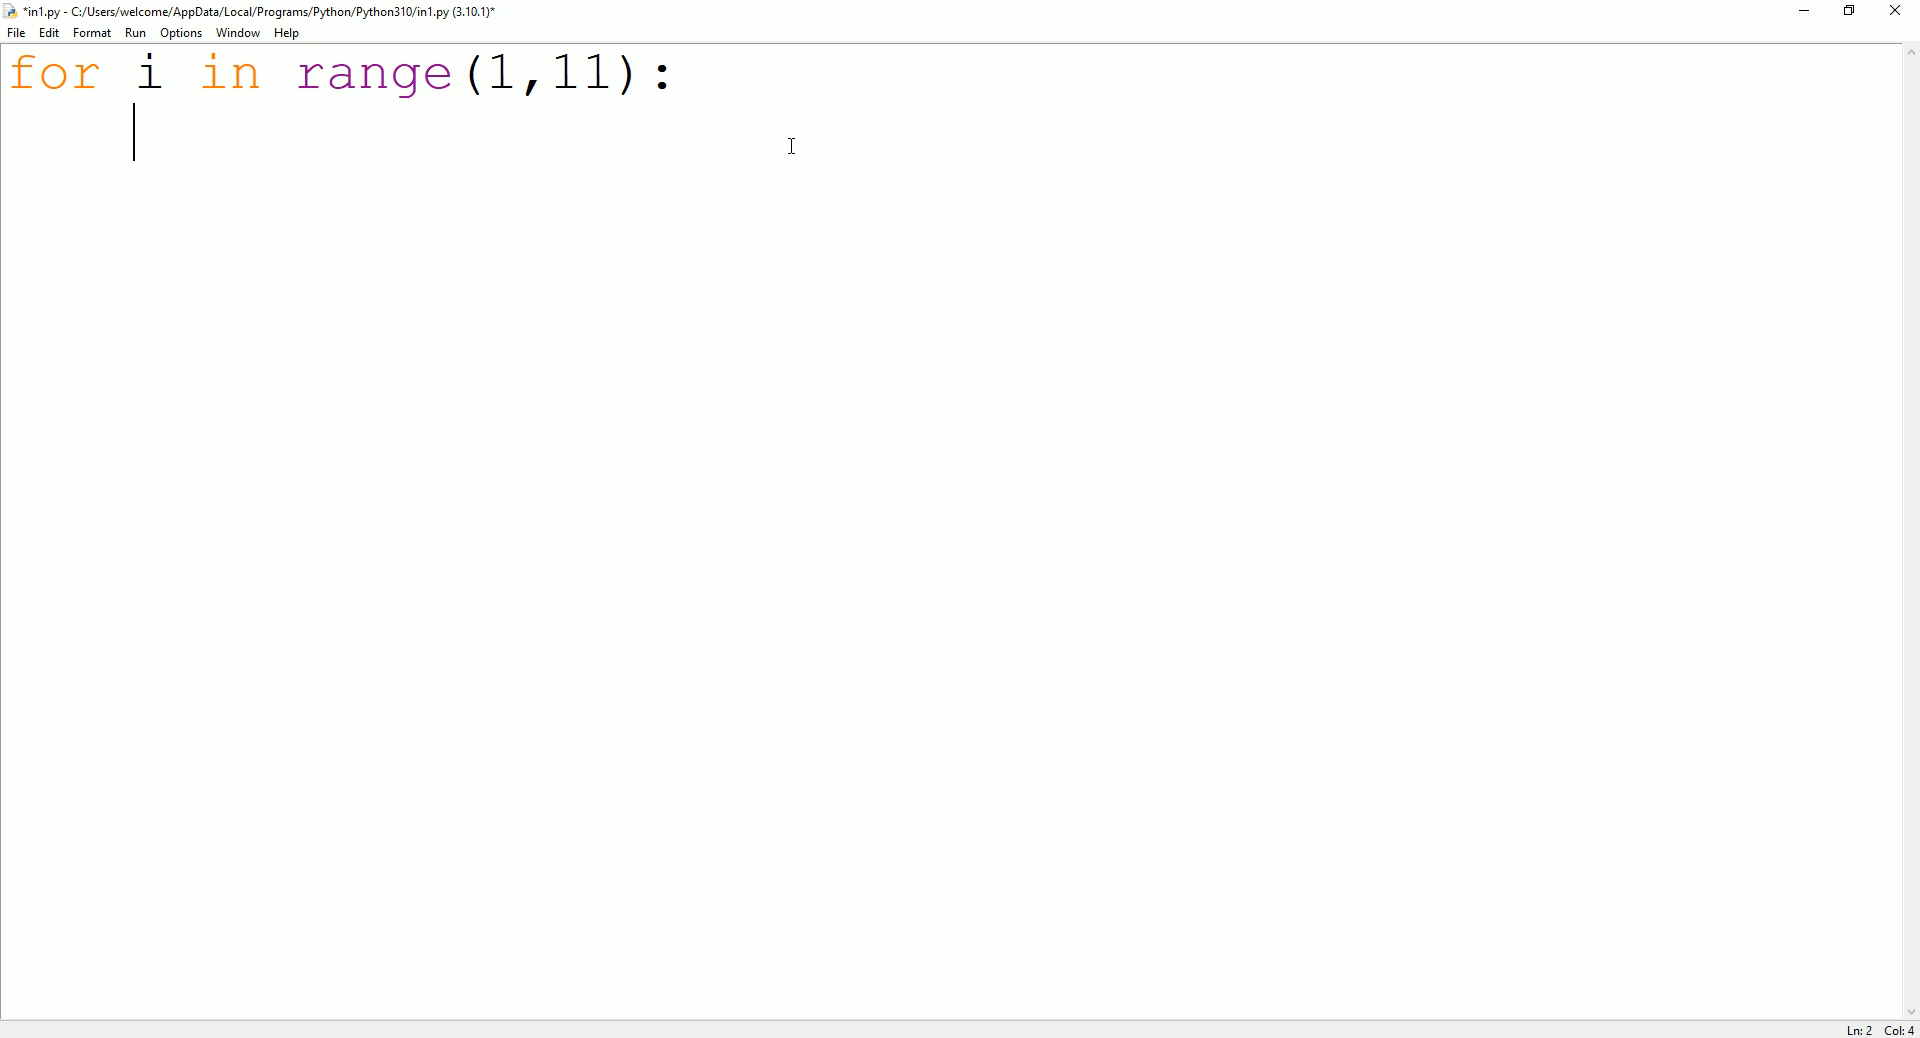 *in1.py - C:/Users/welcome/AppData/Local/Programs/Python/Python310/in1.py (3.10.1)*
File Edit Format Run Options Window Help
for i in range(1,11):
Ln: 2 Col: 4